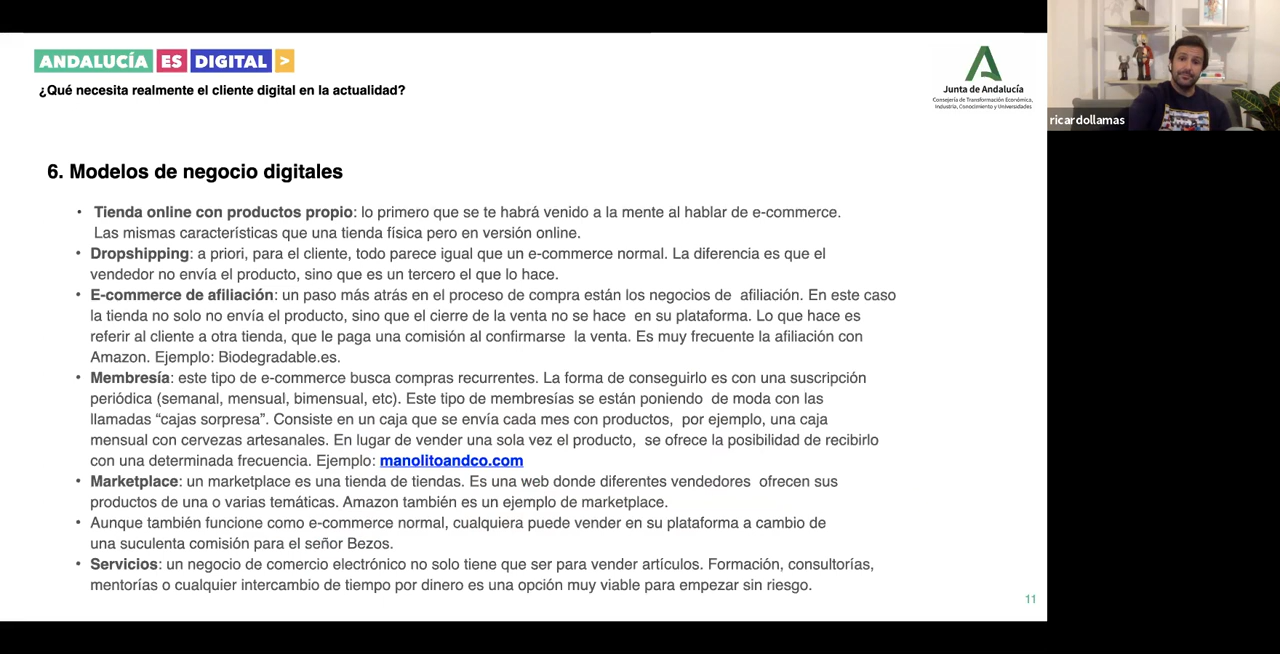 ANDALUCÍA ES DIGITAL >
¿Qué necesita realmente el cliente digital en la actualidad?
Junta de Andalucía
Consejería de Transformación Económica,
Industria, Conocimiento y Universidades
ricardollamas
6. Modelos de negocio digitales
• Tienda online con productos propio: lo primero que se te habrá venido a la mente al hablar de e-commerce.
Las mismas características que una tienda física pero en versión online.
• Dropshipping: a priori, para el cliente, todo parece igual que un e-commerce normal. La diferencia es que el
vendedor no envía el producto, sino que es un tercero el que lo hace.
• E-commerce de afiliación: un paso más atrás en el proceso de compra están los negocios de afiliación. En este caso
la tienda no solo no envía el producto, sino que el cierre de la venta no se hace en su plataforma. Lo que hace es
referir al cliente a otra tienda, que le paga una comisión al confirmarse la venta. Es muy frecuente la afiliación con
Amazon. Ejemplo: Biodegradable.es.
• Membresía: este tipo de e-commerce busca compras recurrentes. La forma de conseguirlo es con una suscripción
periódica (semanal, mensual, bimensual, etc). Este tipo de membresías se están poniendo de moda con las
llamadas “cajas sorpresa”. Consiste en un caja que se envía cada mes con productos, por ejemplo, una caja
mensual con cervezas artesanales. En lugar de vender una sola vez el producto, se ofrece la posibilidad de recibirlo
con una determinada frecuencia. Ejemplo: manolitoandco.com
• Marketplace: un marketplace es una tienda de tiendas. Es una web donde diferentes vendedores ofrecen sus
productos de una o varias temáticas. Amazon también es un ejemplo de marketplace.
• Aunque también funcione como e-commerce normal, cualquiera puede vender en su plataforma a cambio de
una suculenta comisión para el señor Bezos.
• Servicios: un negocio de comercio electrónico no solo tiene que ser para vender artículos. Formación, consultorías,
mentorías o cualquier intercambio de tiempo por dinero es una opción muy viable para empezar sin riesgo.
11